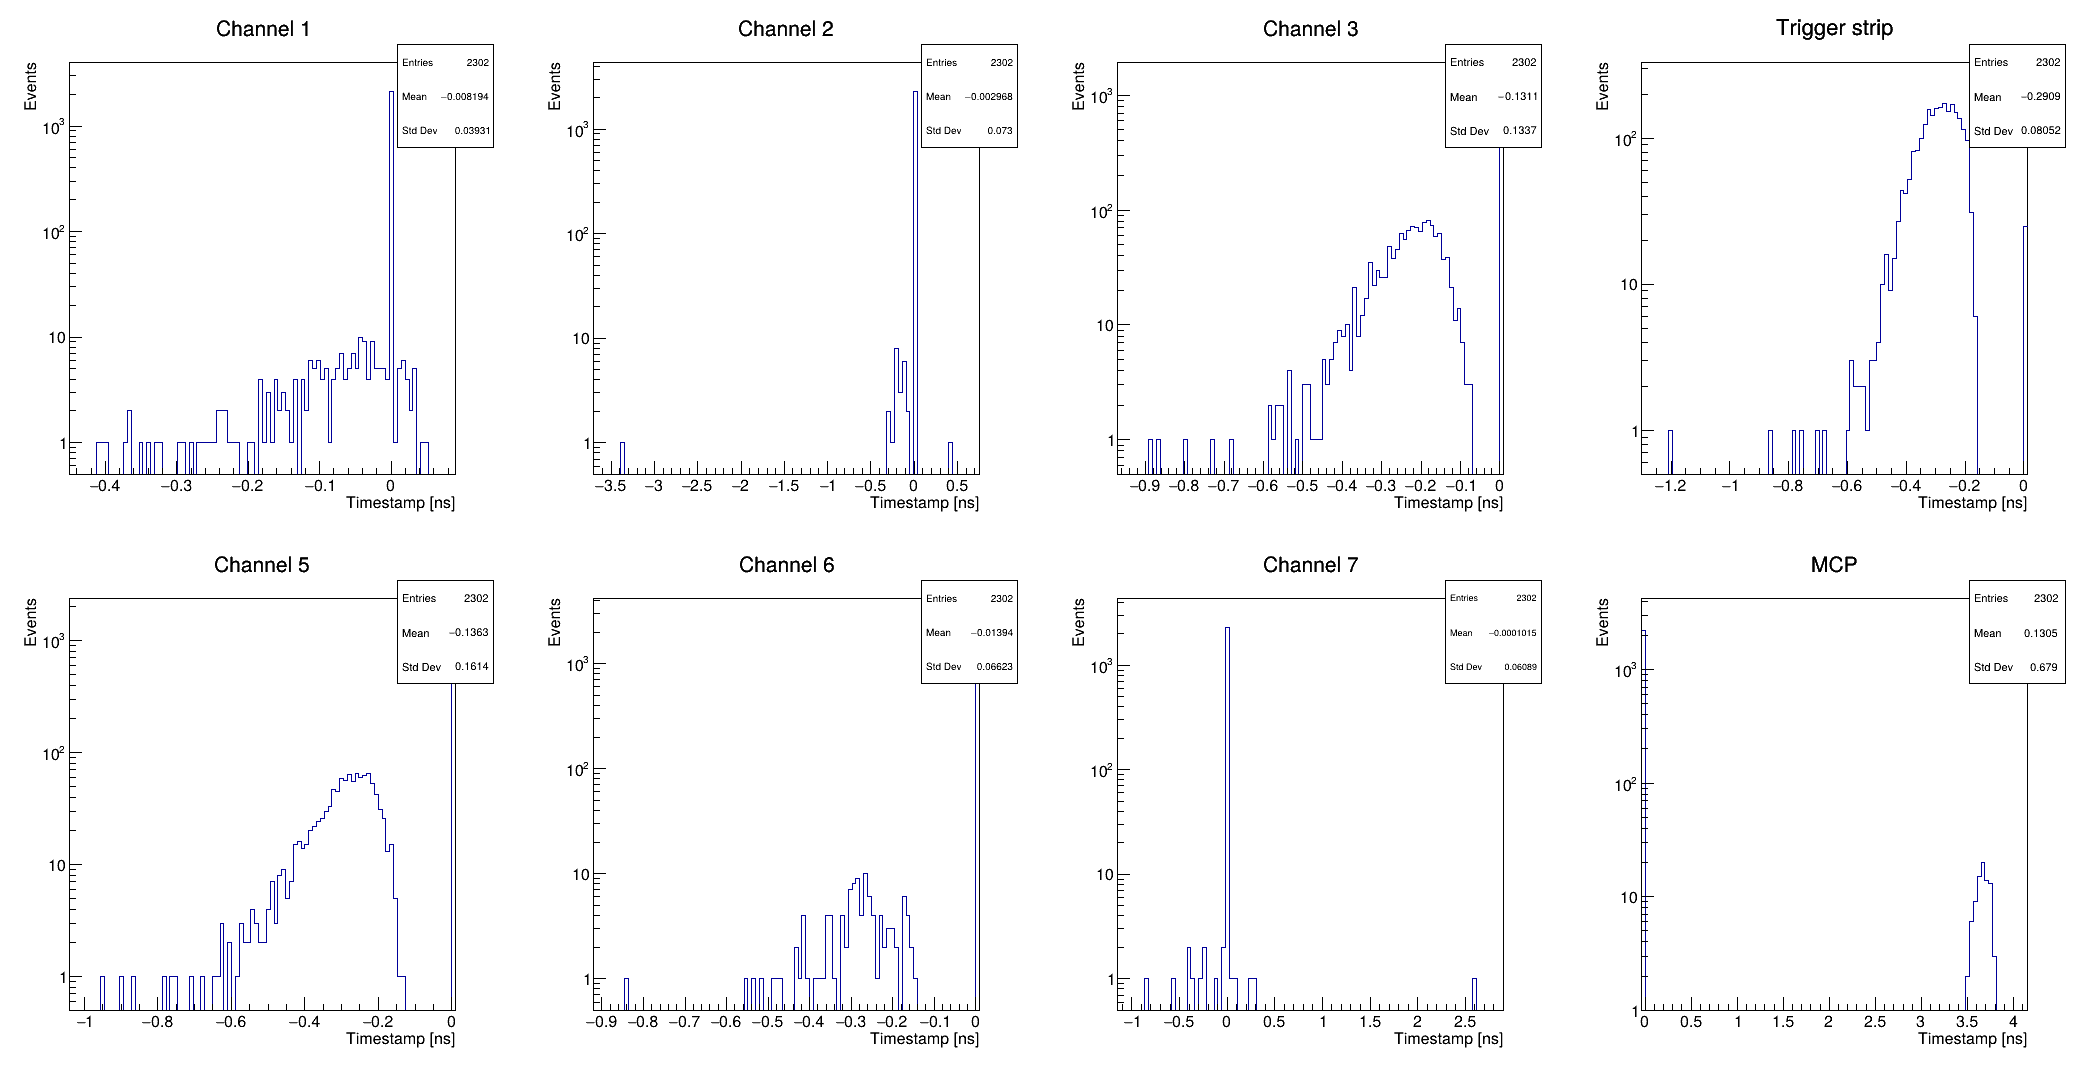 Channel 1
Events
Entries 2302
Mean −0.008194
Std Dev 0.03931
10³
10²
10
1
−0.4 −0.3 −0.2 −0.1 0
Timestamp [ns]
Channel 2
Events
Entries 2302
Mean −0.002968
Std Dev 0.073
10³
10²
10
1
−3.5 −3 −2.5 −2 −1.5 −1 −0.5 0 0.5
Timestamp [ns]
Channel 3
Events
Entries 2302
Mean −0.1311
Std Dev 0.1337
10³
10²
10
1
−0.9 −0.8 −0.7 −0.6 −0.5 −0.4 −0.3 −0.2 −0.1 0
Timestamp [ns]
Trigger strip
Events
Entries 2302
Mean −0.2909
Std Dev 0.08052
10²
10
1
−1.2 −1 −0.8 −0.6 −0.4 −0.2 0
Timestamp [ns]
Channel 5
Events
Entries 2302
Mean −0.1363
Std Dev 0.1614
10³
10²
10
1
−1 −0.8 −0.6 −0.4 −0.2 0
Timestamp [ns]
Channel 6
Events
Entries 2302
Mean −0.01394
Std Dev 0.06623
10³
10²
10
1
−0.9 −0.8 −0.7 −0.6 −0.5 −0.4 −0.3 −0.2 −0.1 0
Timestamp [ns]
Channel 7
Events
Entries 2302
Mean −0.0001015
Std Dev 0.06089
10³
10²
10
1
−1 −0.5 0 0.5 1 1.5 2 2.5
Timestamp [ns]
MCP
Events
Entries 2302
Mean 0.1305
Std Dev 0.679
10³
10²
10
1
0 0.5 1 1.5 2 2.5 3 3.5 4
Timestamp [ns]